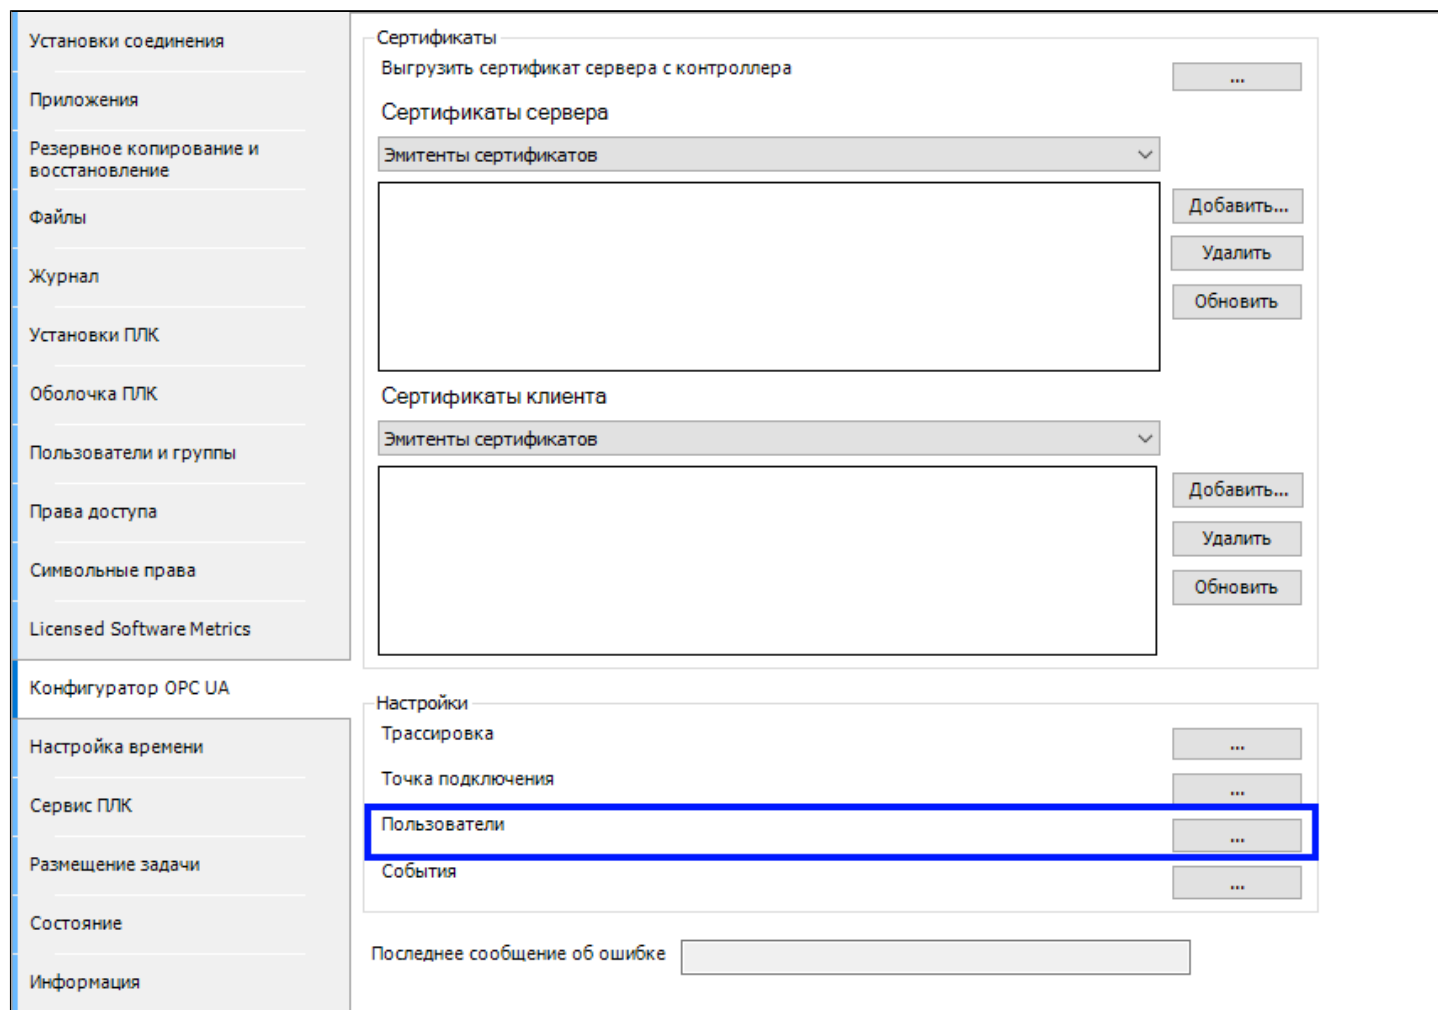 Установки соединения
Приложения
Резервное копирование и
восстановление
Файлы
Журнал
Установки ПЛК
Оболочка ПЛК
Пользователи и группы
Права доступа
Символьные права
Licensed Software Metrics
Конфигуратор OPC UA
Настройка времени
Сервис ПЛК
Размещение задачи
Состояние
Информация
Сертификаты
Выгрузить сертификат сервера с контроллера
...
Сертификаты сервера
Эмитенты сертификатов
Добавить...
Удалить
Обновить
Сертификаты клиента
Эмитенты сертификатов
Добавить...
Удалить
Обновить
Настройки
Трассировка
...
Точка подключения
...
Пользователи
...
События
...
Последнее сообщение об ошибке